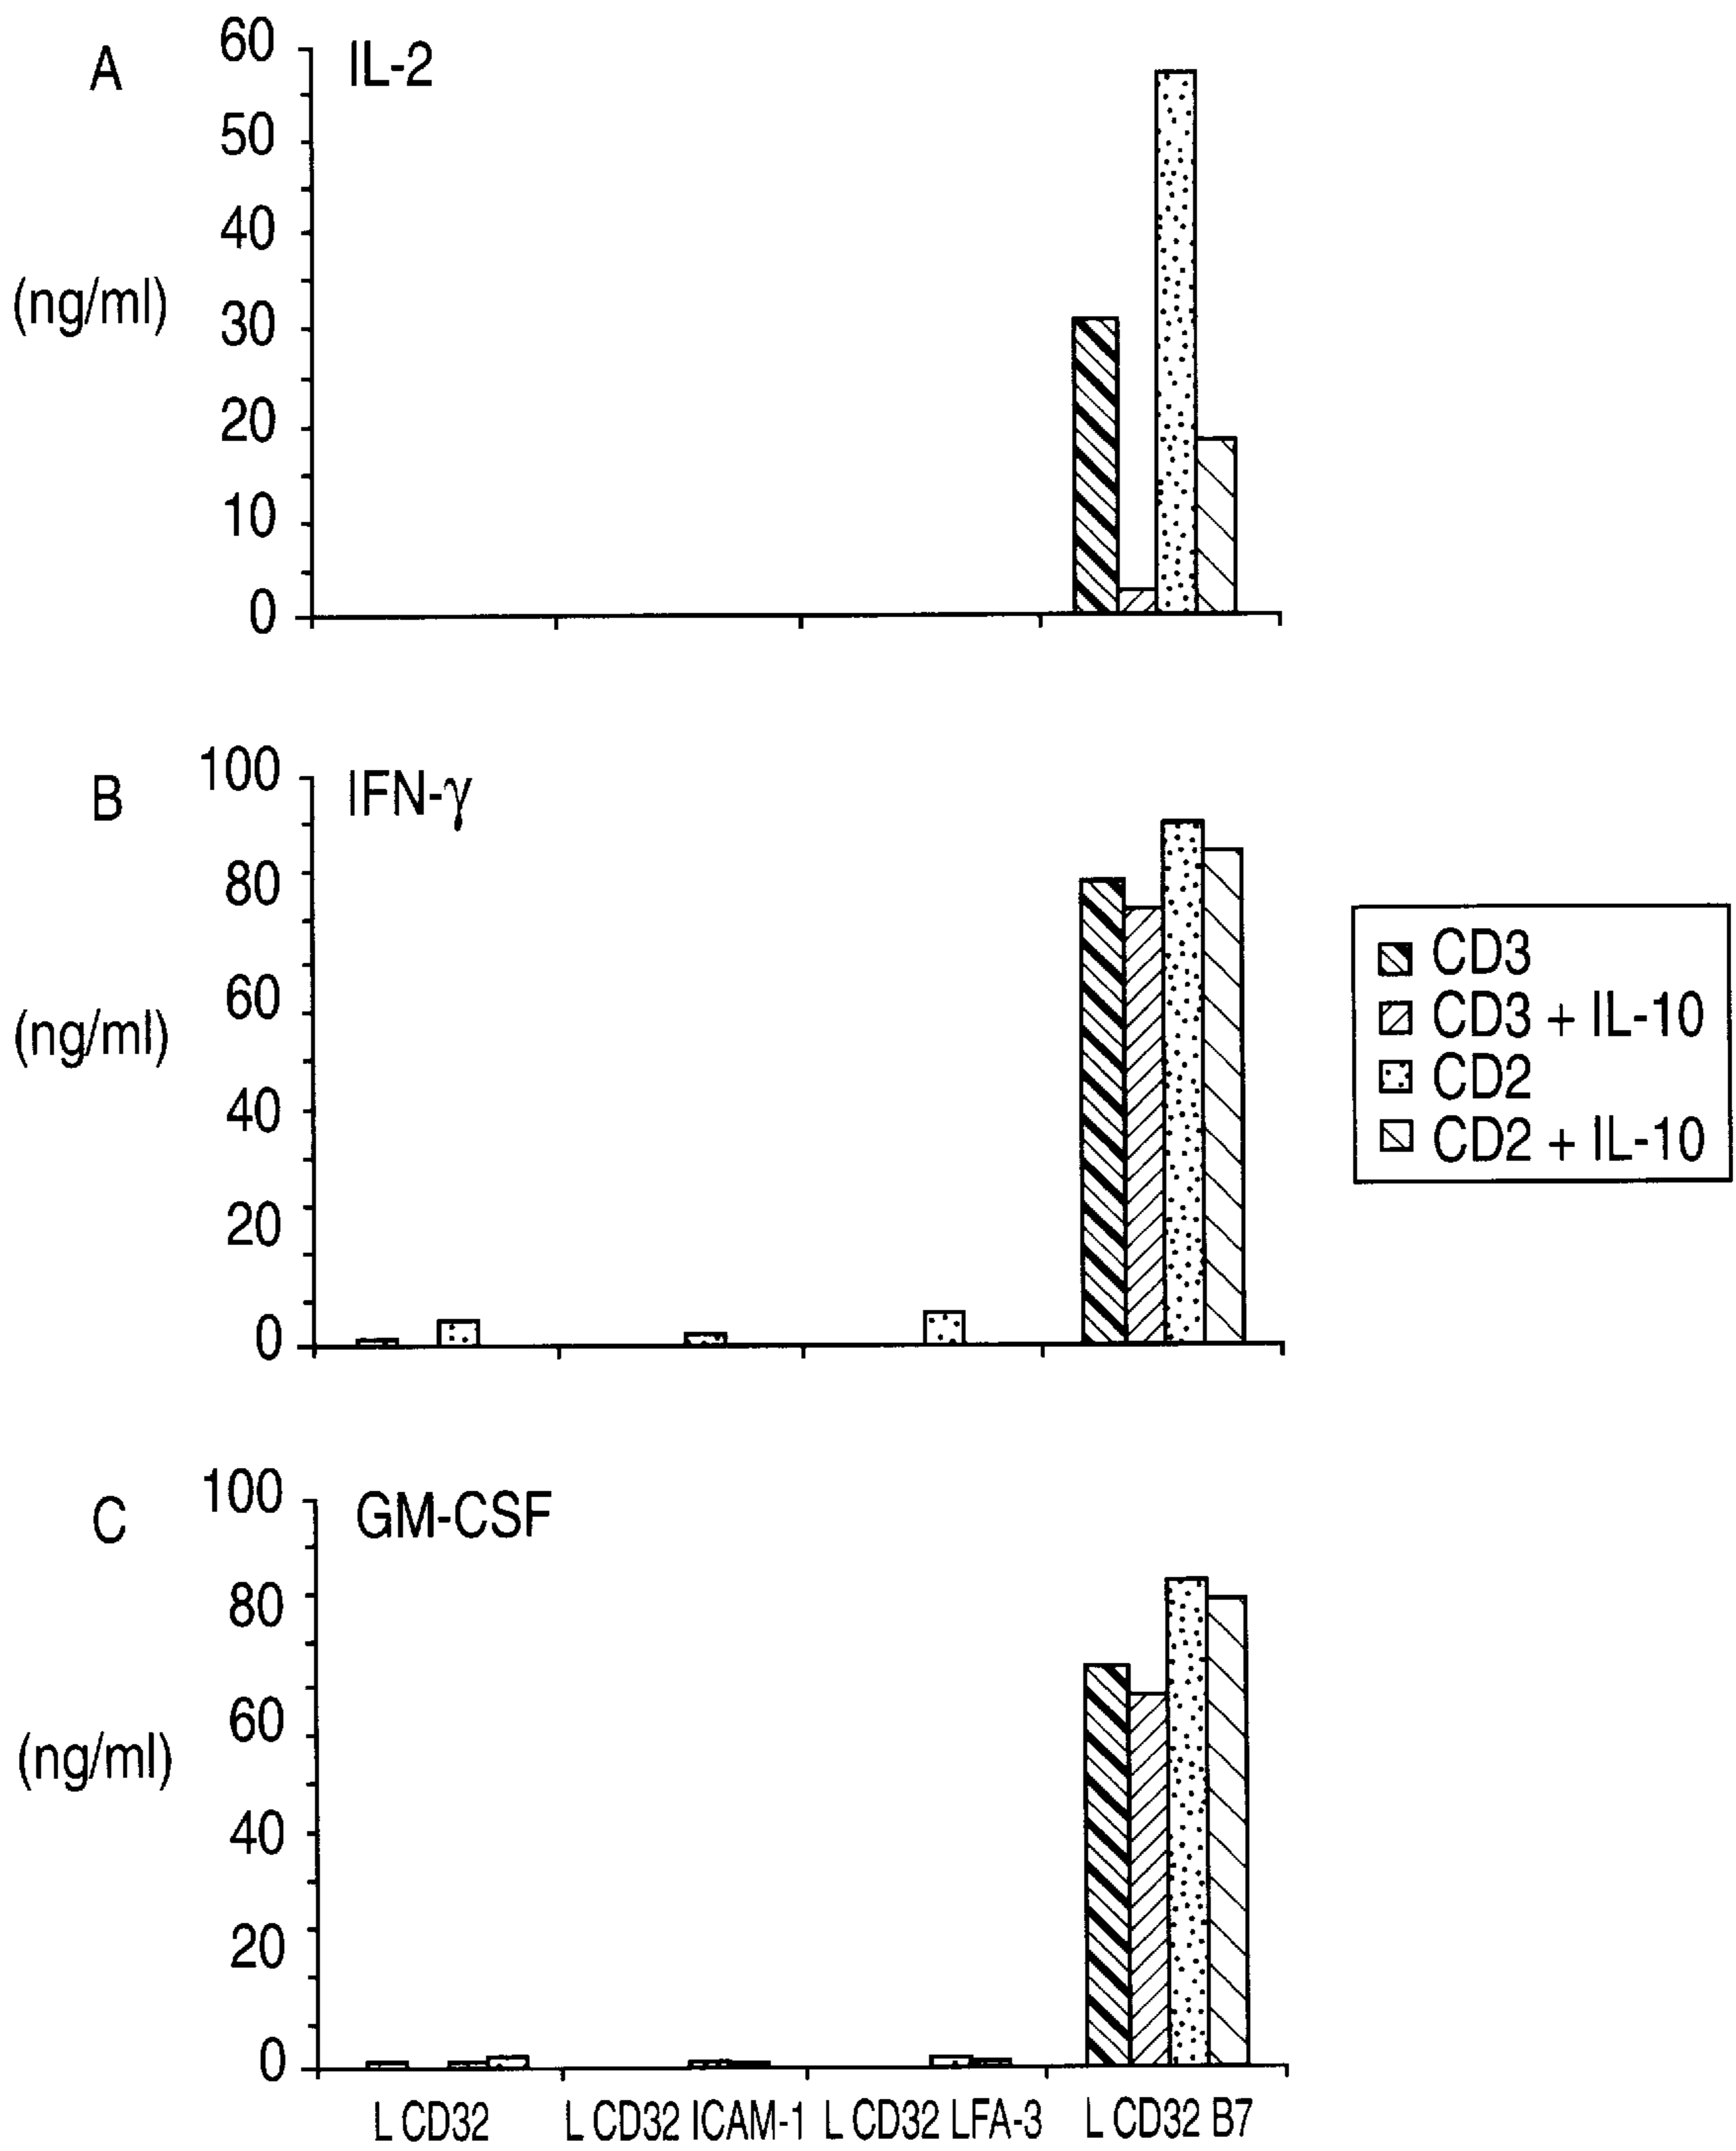 A
IL-2
60
50
40
30
20
10
0
(ng/ml)
B
IFN-γ
100
80
60
40
20
0
(ng/ml)
CD3
CD3 + IL-10
CD2
CD2 + IL-10
C
GM-CSF
100
80
60
40
20
0
(ng/ml)
L CD32
L CD32 ICAM-1
L CD32 LFA-3
L CD32 B7